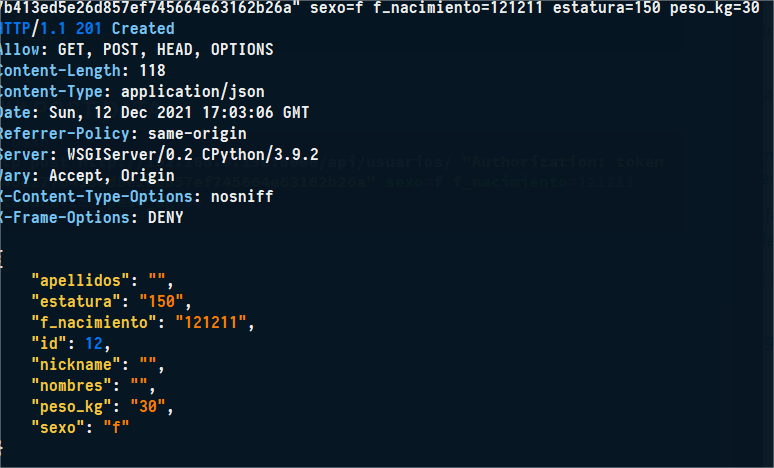 7b413ed5e26d857ef745664e63162b26a" sexo=f f_nacimiento=121211 estatura=150 peso_kg=30
HTTP/1.1 201 Created
Allow: GET, POST, HEAD, OPTIONS
Content-Length: 118
Content-Type: application/json
Date: Sun, 12 Dec 2021 17:03:06 GMT
Referrer-Policy: same-origin
Server: WSGIServer/0.2 CPython/3.9.2
Vary: Accept, Origin
X-Content-Type-Options: nosniff
X-Frame-Options: DENY
{
"apellidos": "",
"estatura": "150",
"f_nacimiento": "121211",
"id": 12,
"nickname": "",
"nombres": "",
"peso_kg": "30",
"sexo": "f"
}